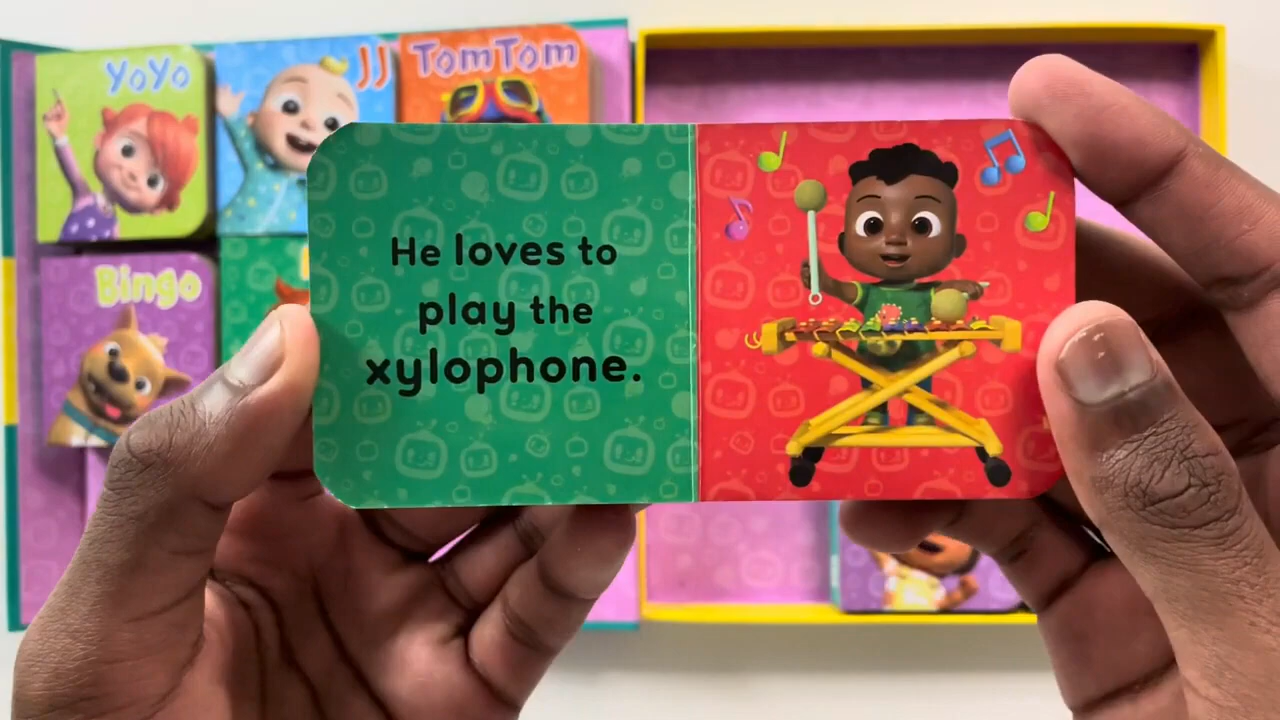 YoYo
JJ
TomTom
Bingo
He loves to
play the
xylophone.